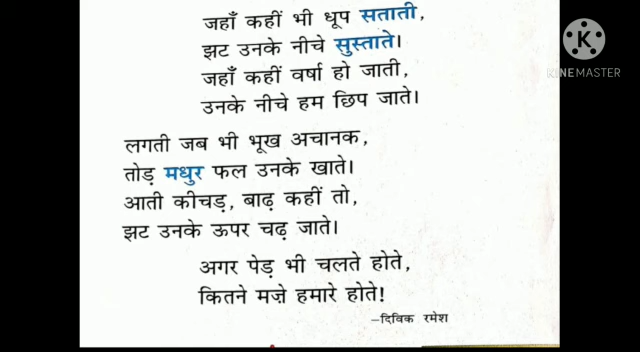 जहाँ कहीं भी धूप सताती,
झट उनके नीचे सुस्ताते।
जहाँ कहीं वर्षा हो जाती,
उनके नीचे हम छिप जाते।
लगती जब भी भूख अचानक,
तोड़ मधुर फल उनके खाते।
आती कीचड़, बाढ़ कहीं तो,
झट उनके ऊपर चढ़ जाते।
अगर पेड़ भी चलते होते,
कितने मज़े हमारे होते!
–दिविक रमेश
K
KINEMASTER